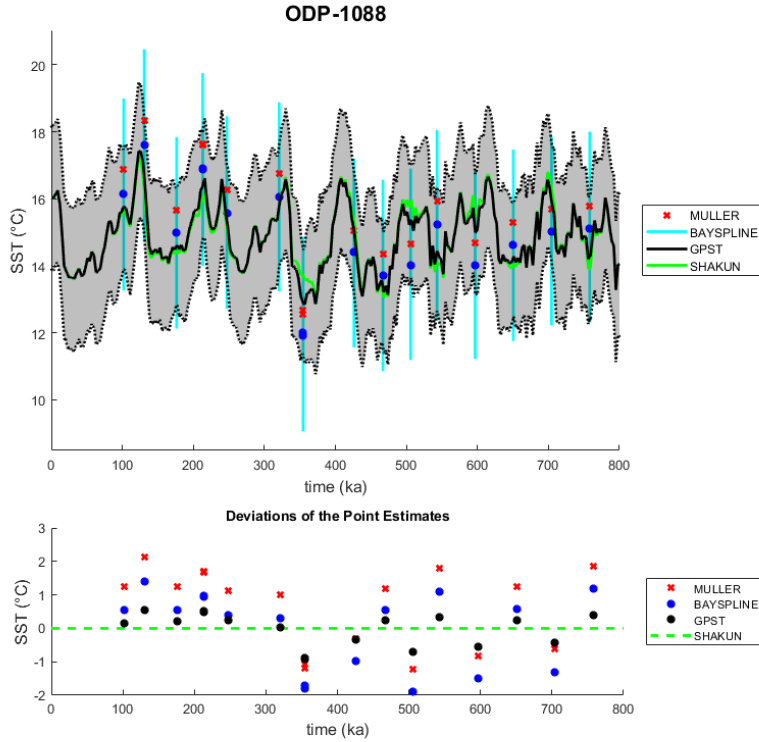 ODP-1088
20
18
16
14
12
10
SST (°C)
0 100 200 300 400 500 600 700 800
time (ka)
MULLER
BAYSPLINE
GPST
SHAKUN
Deviations of the Point Estimates
3
2
1
0
-1
-2
SST (°C)
0 100 200 300 400 500 600 700 800
time (ka)
MULLER
BAYSPLINE
GPST
SHAKUN